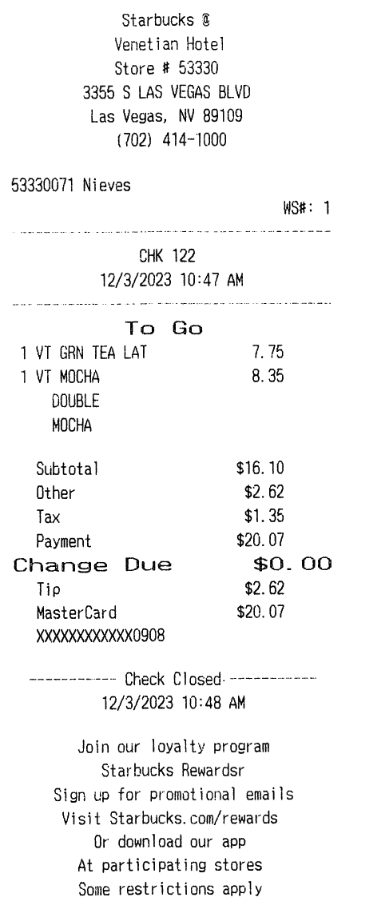 Starbucks @
Venetian Hotel
Store # 53330
3355 S LAS VEGAS BLVD
Las Vegas, NV 89109
(702) 414-1000
53330071 Nieves
WS#: 1
CHK 122
12/3/2023 10:47 AM
To Go
1 VT GRN TEA LAT 7.75
1 VT MOCHA 8.35
DOUBLE
MOCHA
Subtotal $16.10
Other $2.62
Tax $1.35
Payment $20.07
Change Due $0.00
Tip $2.62
MasterCard $20.07
XXXXXXXXXXXX0908
----------- Check Closed -----------
12/3/2023 10:48 AM
Join our loyalty program
Starbucks Rewardsr
Sign up for promotional emails
Visit Starbucks.com/rewards
Or download our app
At participating stores
Some restrictions apply